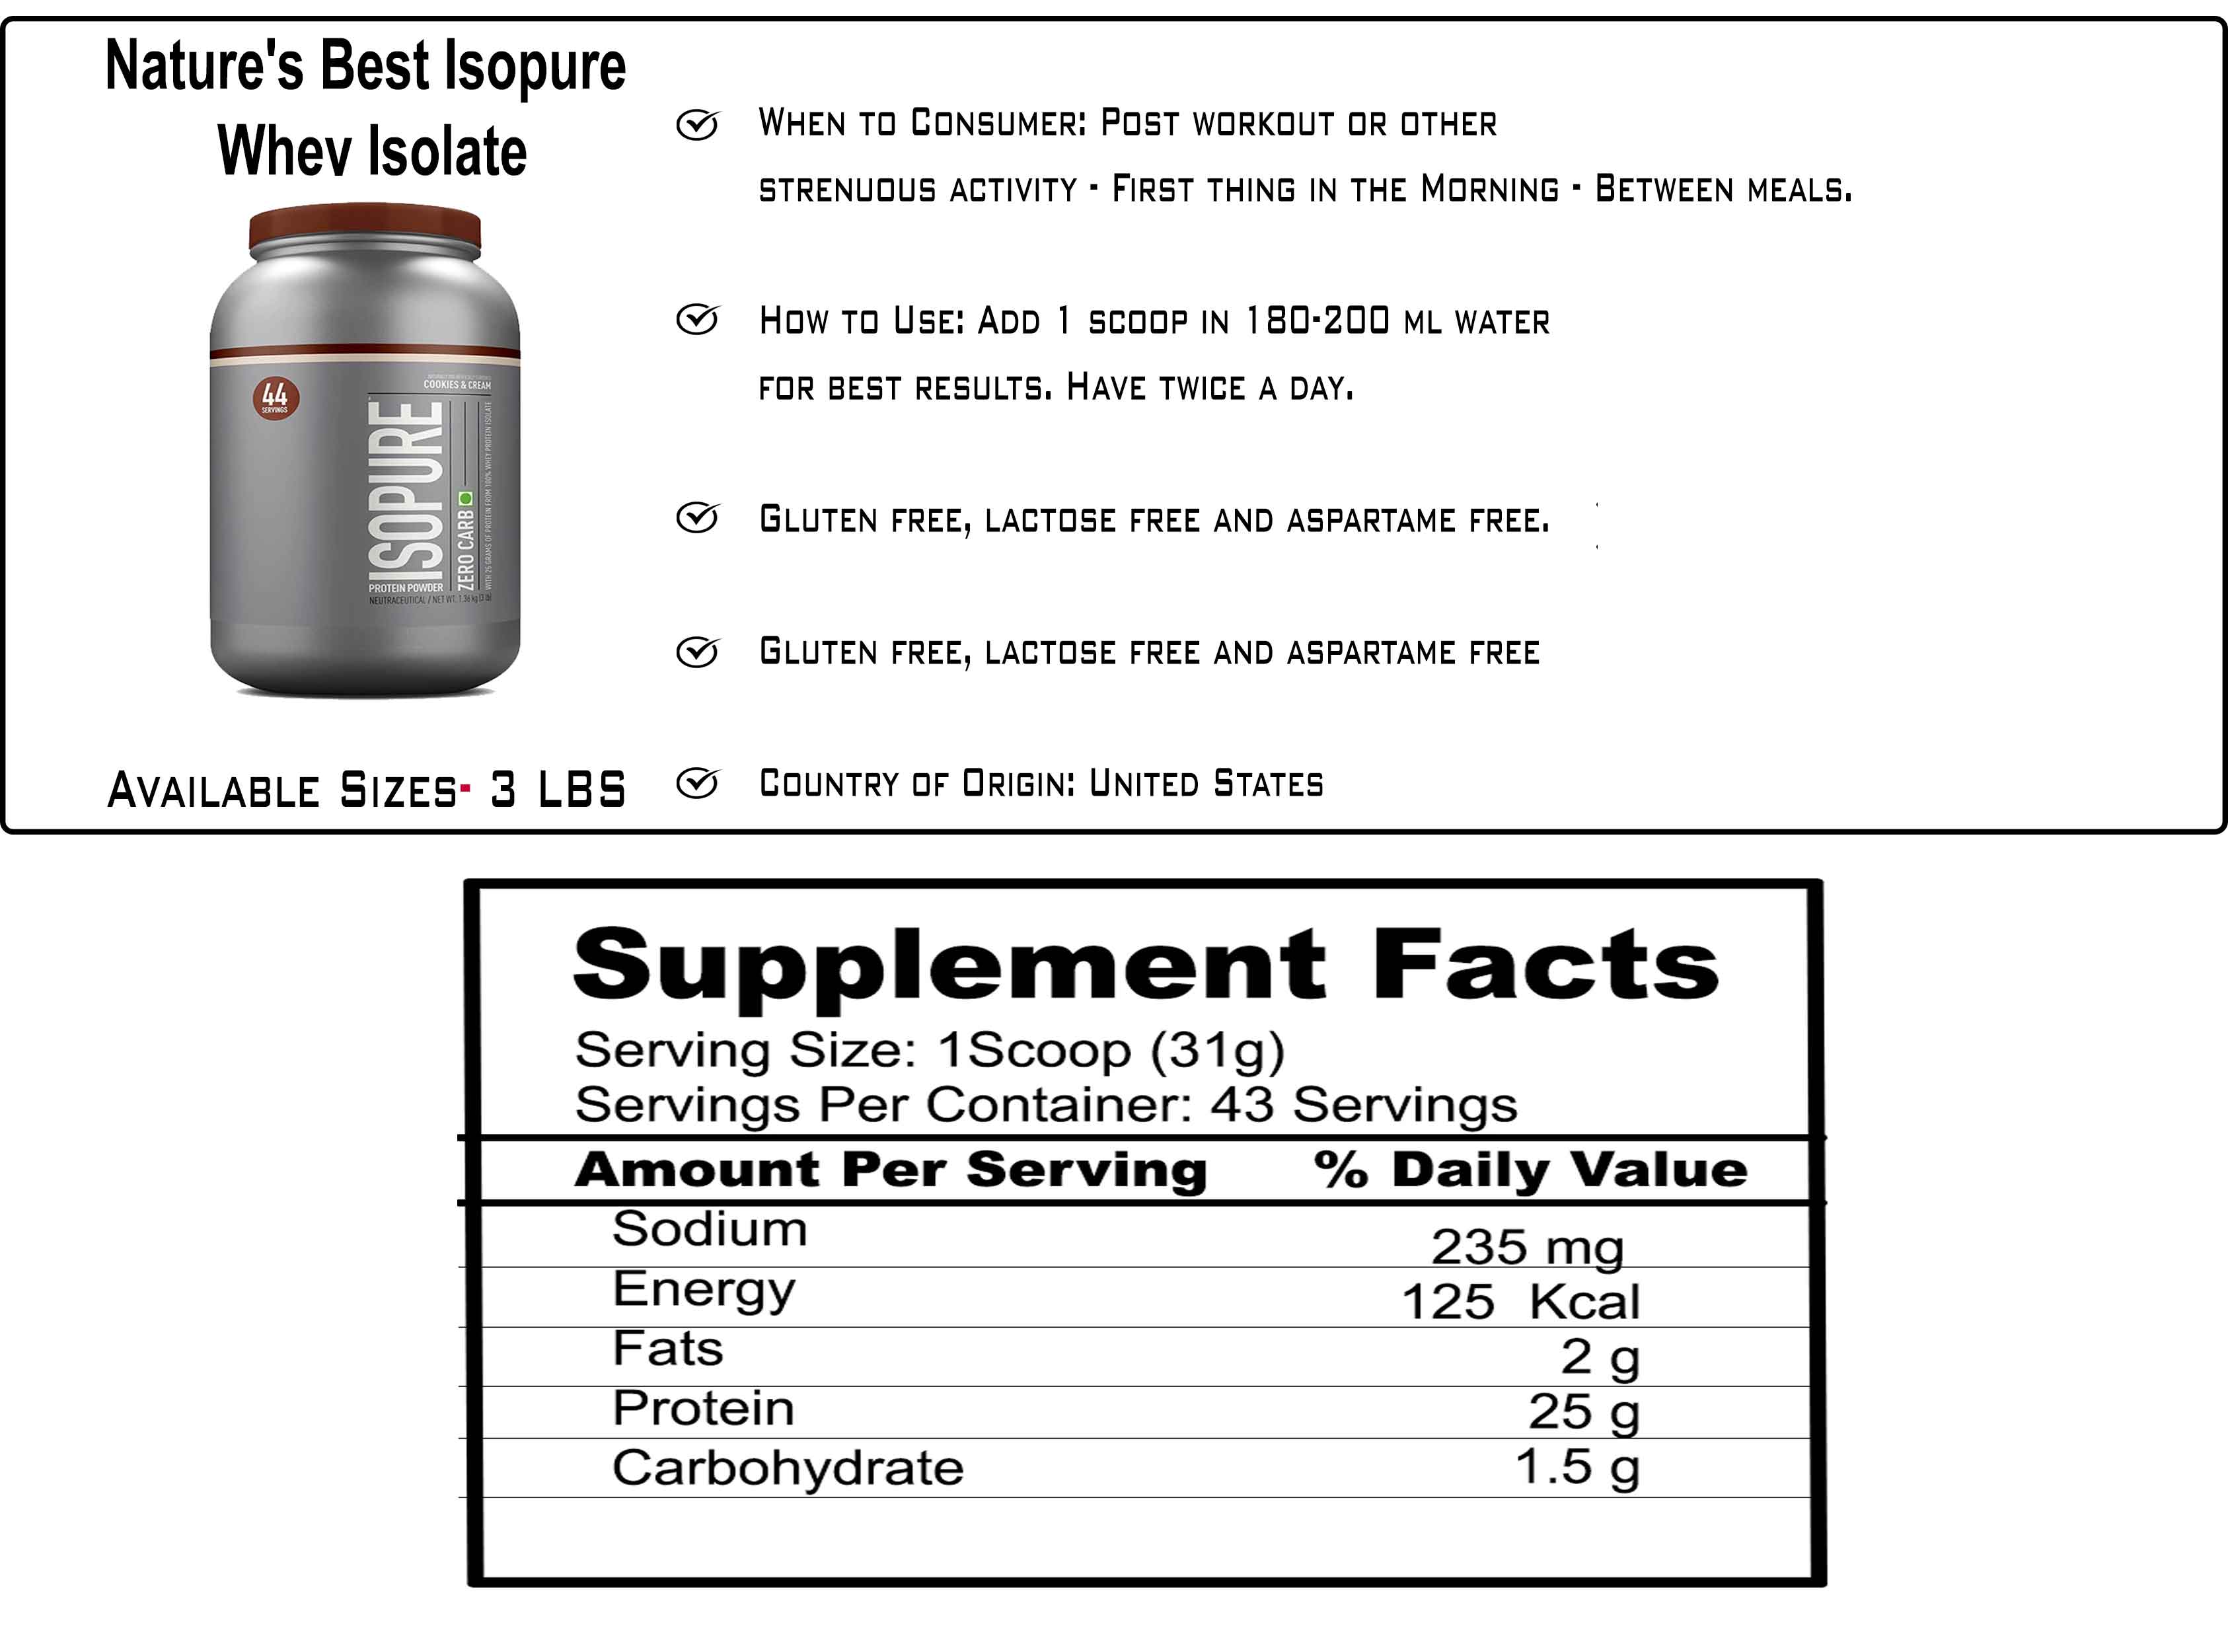 Nature's Best Isopure
Whev Isolate
44
SERVINGS
COOKIES & CREAM
ISOPURE
PROTEIN POWDER
ZERO CARB
WITH 25 GRAMS OF PROTEIN FROM 100% WHEY PROTEIN ISOLATE
NEUTRACEUTICAL / NET WT. 1.36 kg (3 lb)
AVAILABLE SIZES- 3 LBS
WHEN TO CONSUMER: POST WORKOUT OR OTHER
STRENUOUS ACTIVITY - FIRST THING IN THE MORNING - BETWEEN MEALS.
HOW TO USE: ADD 1 SCOOP IN 180-200 ML WATER
FOR BEST RESULTS. HAVE TWICE A DAY.
GLUTEN FREE, LACTOSE FREE AND ASPARTAME FREE.
GLUTEN FREE, LACTOSE FREE AND ASPARTAME FREE
COUNTRY OF ORIGIN: UNITED STATES
Supplement Facts
Serving Size: 1Scoop (31g)
Servings Per Container: 43 Servings
Amount Per Serving % Daily Value
Sodium 235 mg
Energy 125 Kcal
Fats 2 g
Protein 25 g
Carbohydrate 1.5 g